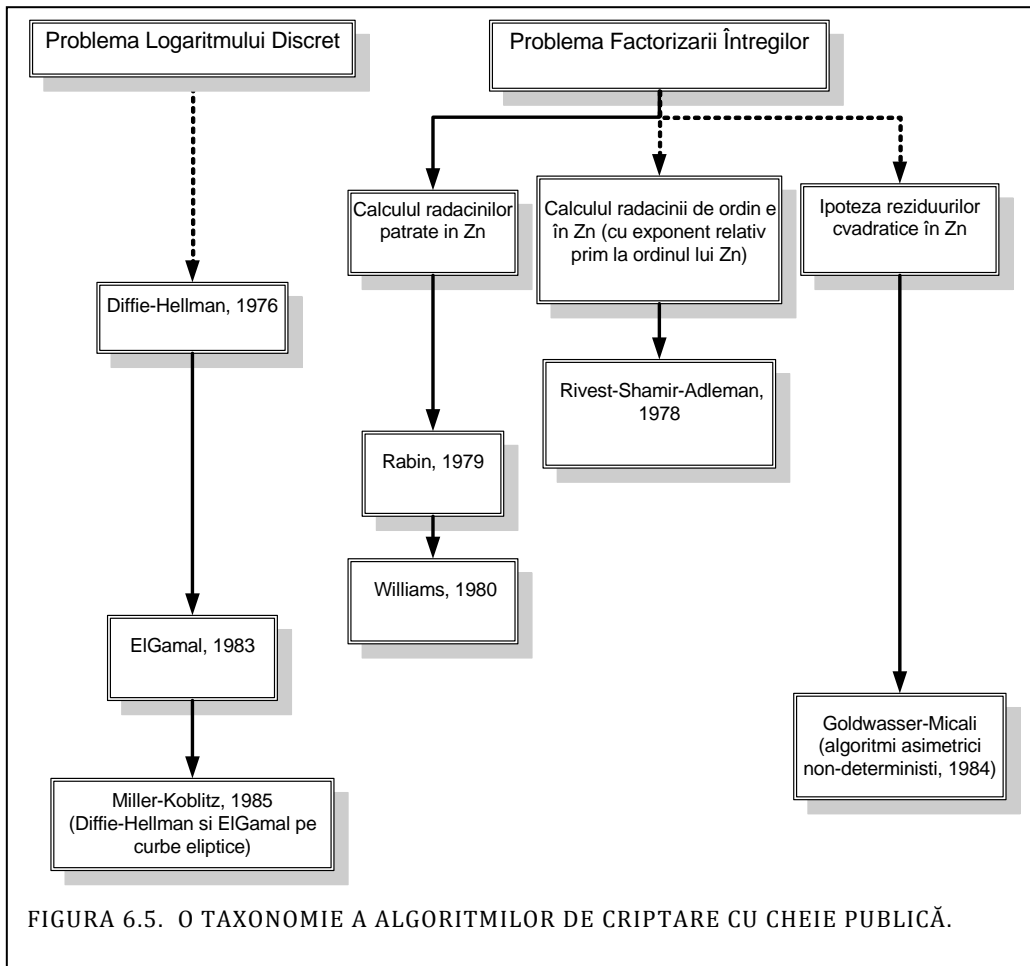 Problema Logaritmului Discret
Problema Factorizarii Întregilor
Calculul radacinilor
patrate in Zn
Calculul radacinii de ordin e
în Zn (cu exponent relativ
prim la ordinul lui Zn)
Ipoteza reziduurilor
cvadratice în Zn
Diffie-Hellman, 1976
Rivest-Shamir-Adleman,
1978
Rabin, 1979
Williams, 1980
ElGamal, 1983
Goldwasser-Micali
(algoritmi asimetrici
non-deterministi, 1984)
Miller-Koblitz, 1985
(Diffie-Hellman si ElGamal pe
curbe eliptice)
FIGURA 6.5. O TAXONOMIE A ALGORITMILOR DE CRIPTARE CU CHEIE PUBLICĂ.